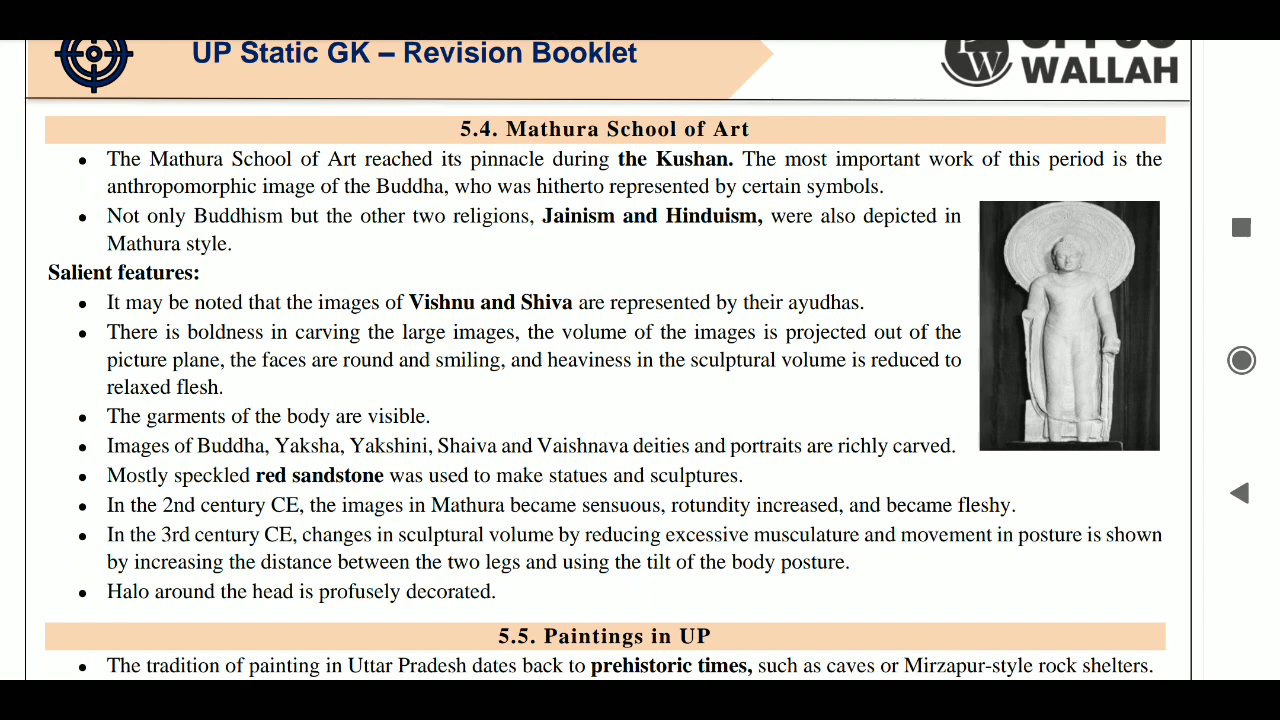 UP Static GK – Revision Booklet
WALLAH
5.4. Mathura School of Art
• The Mathura School of Art reached its pinnacle during the Kushan. The most important work of this period is the
anthropomorphic image of the Buddha, who was hitherto represented by certain symbols.
• Not only Buddhism but the other two religions, Jainism and Hinduism, were also depicted in
Mathura style.
Salient features:
• It may be noted that the images of Vishnu and Shiva are represented by their ayudhas.
• There is boldness in carving the large images, the volume of the images is projected out of the
picture plane, the faces are round and smiling, and heaviness in the sculptural volume is reduced to
relaxed flesh.
• The garments of the body are visible.
• Images of Buddha, Yaksha, Yakshini, Shaiva and Vaishnava deities and portraits are richly carved.
• Mostly speckled red sandstone was used to make statues and sculptures.
• In the 2nd century CE, the images in Mathura became sensuous, rotundity increased, and became fleshy.
• In the 3rd century CE, changes in sculptural volume by reducing excessive musculature and movement in posture is shown
by increasing the distance between the two legs and using the tilt of the body posture.
• Halo around the head is profusely decorated.
5.5. Paintings in UP
• The tradition of painting in Uttar Pradesh dates back to prehistoric times, such as caves or Mirzapur-style rock shelters.